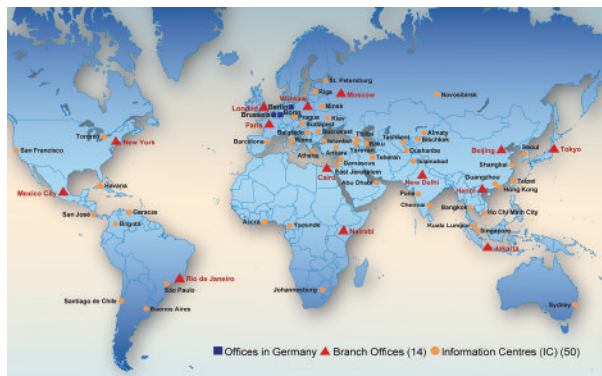 St. Petersburg
Riga
Moscow
Novosibirsk
Warsaw
Minsk
London
Berlin
Brussels
Bonn
Kiev
Prague
Paris
Budapest
Bucharest
Belgrade
Barcelona
Rome
Istanbul
Tbilisi
Baku
Ankara
Yerevan
Athens
Tashkent
Almaty
Bischkek
Dushanbe
Damascus
Teheran
Islamabad
East Jerusalem
Cairo
Abu Dhabi
New Delhi
Beijing
Seoul
Tokyo
Shanghai
Guangzhou
Taipei
Hong Kong
Hanoi
Pune
Chennai
Bangkok
Ho Chi Minh City
Kuala Lumpur
Singapore
Jakarta
Toronto
New York
San Francisco
Mexico City
Havana
San José
Caracas
Bogotá
Accra
Yaounde
Nairobi
Rio de Janeiro
São Paulo
Santiago de Chile
Buenos Aires
Johannesburg
Sydney
Offices in Germany Branch Offices (14) Information Centres (IC) (50)